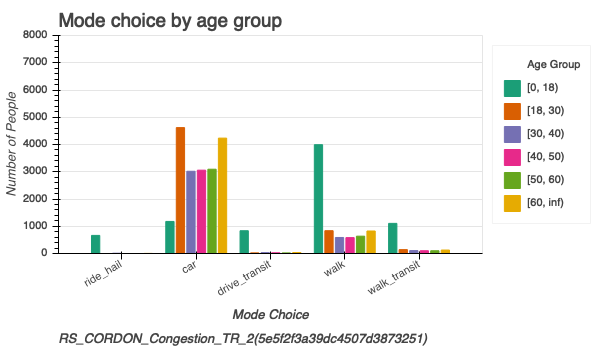 Mode choice by age group
8000
7000
6000
5000
4000
3000
2000
1000
0
Number of People
ride_hail
car
drive_transit
walk
walk_transit
Mode Choice
Age Group
[0, 18)
[18, 30)
[30, 40)
[40, 50)
[50, 60)
[60, inf)
RS_CORDON_Congestion_TR_2(5e5f2f3a39dc4507d3873251)